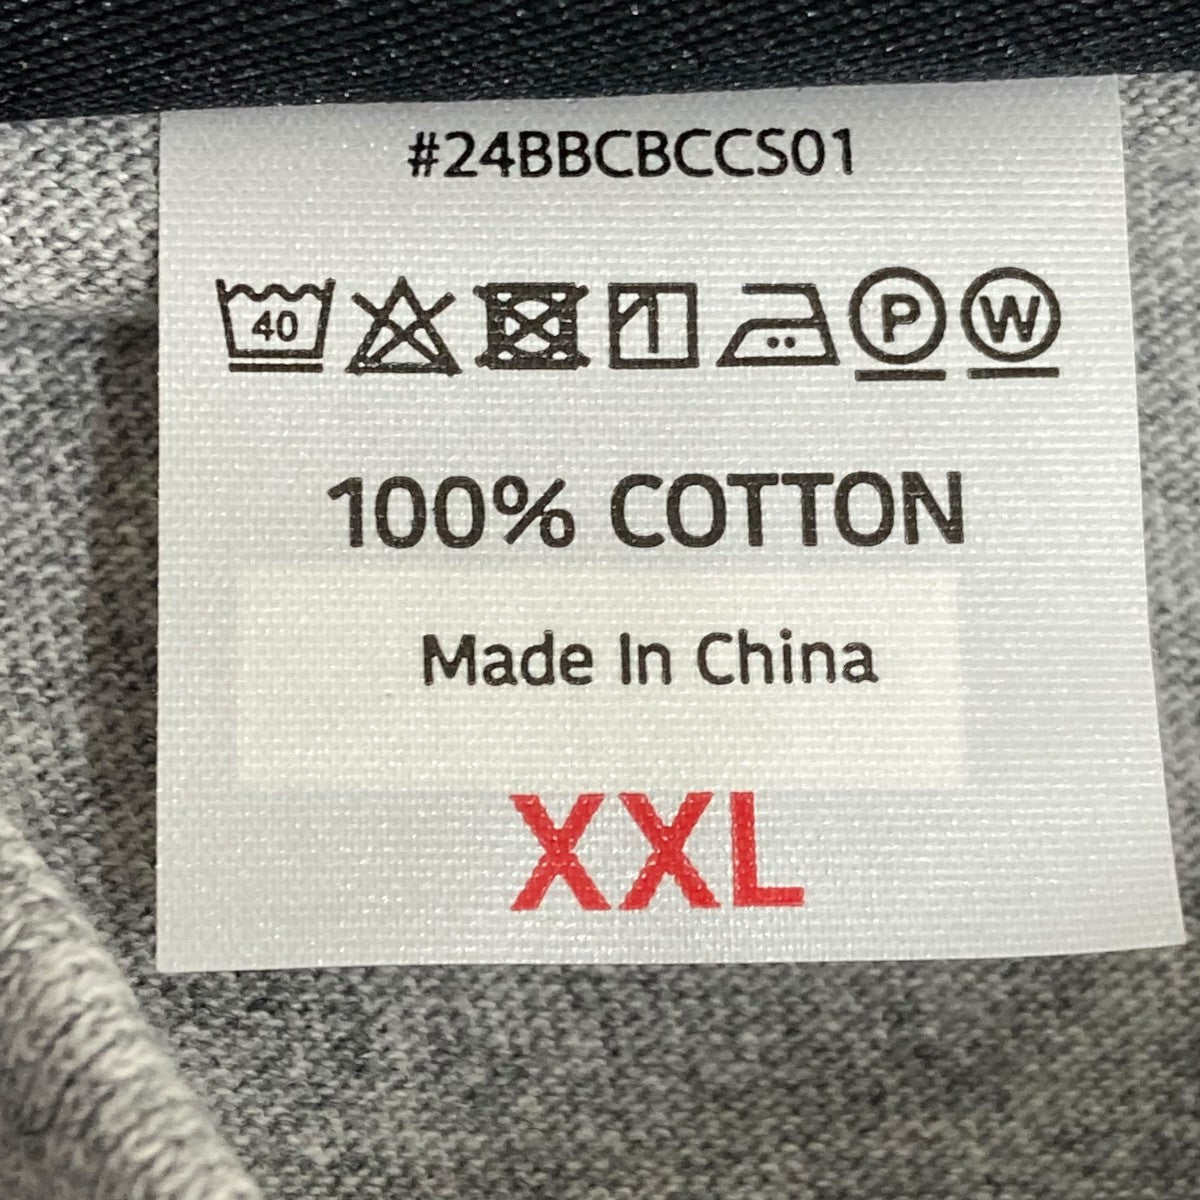 #24BBCBCCS01
40 P W
100% COTTON
Made In China
XXL